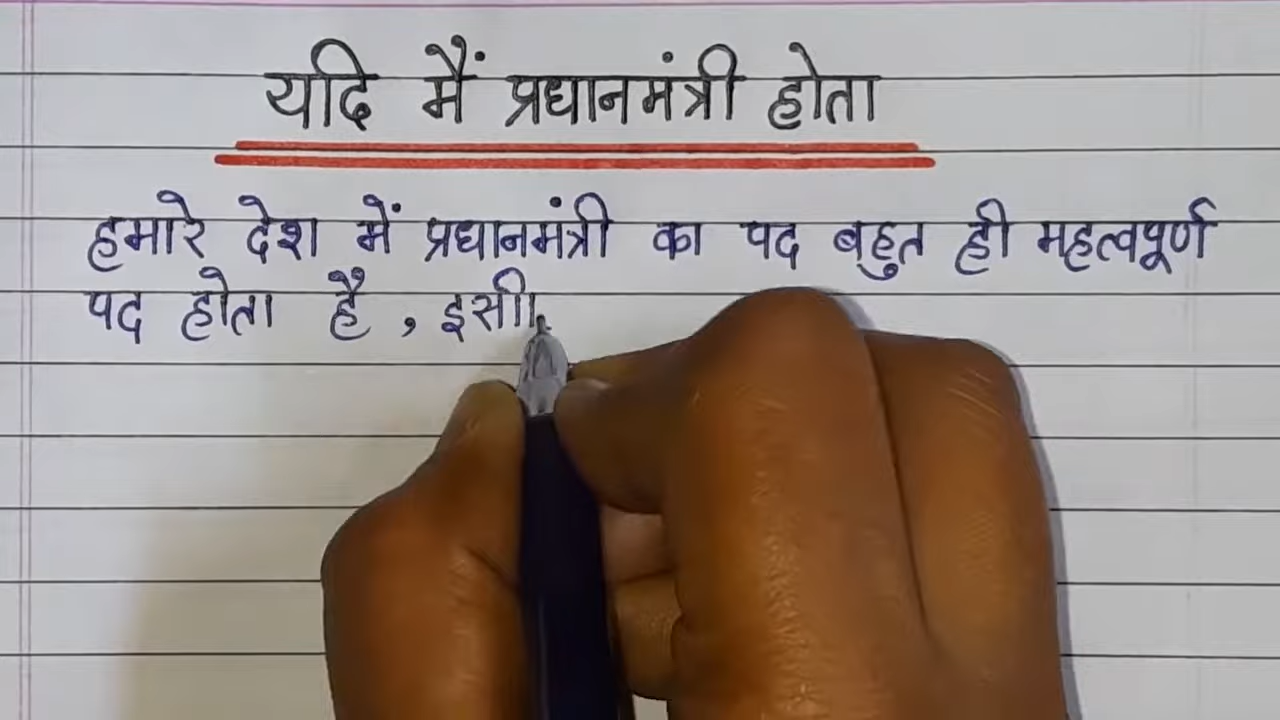 यदि मैं प्रधानमंत्री होता
हमारे देश में प्रधानमंत्री का पद बहुत ही महत्वपूर्ण
पद होता है , इसी